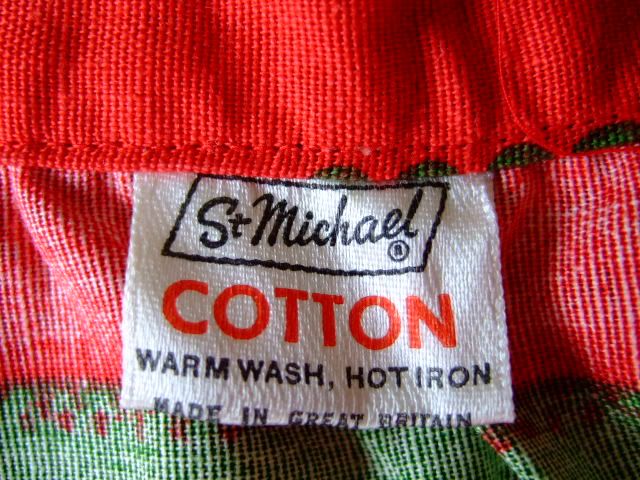 St Michael ®
COTTON
WARM WASH, HOT IRON
MADE IN GREAT BRITAIN